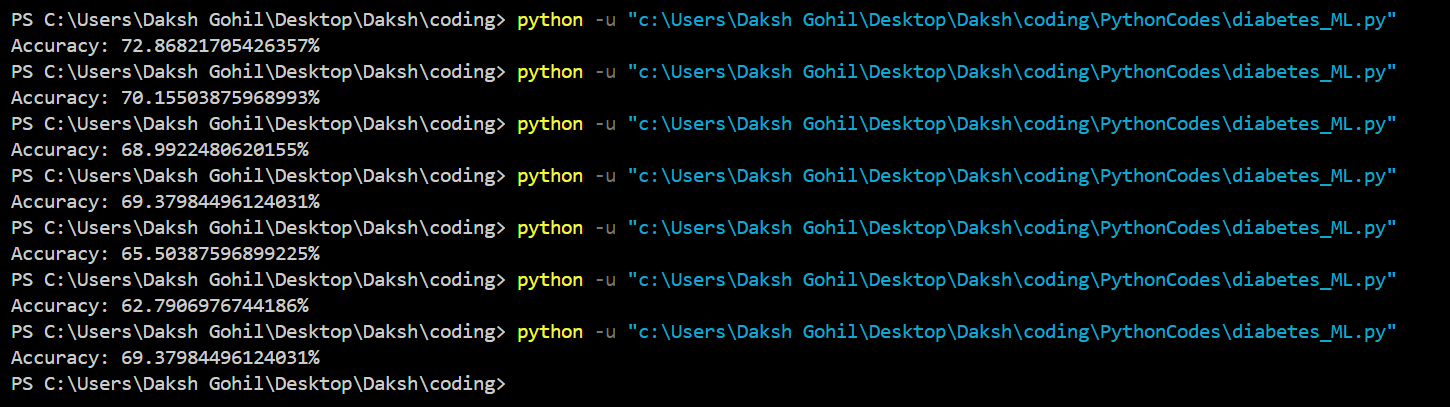 PS C:\Users\Daksh Gohil\Desktop\Daksh\coding> python -u "c:\Users\Daksh Gohil\Desktop\Daksh\coding\PythonCodes\diabetes_ML.py"
Accuracy: 72.86821705426357%
PS C:\Users\Daksh Gohil\Desktop\Daksh\coding> python -u "c:\Users\Daksh Gohil\Desktop\Daksh\coding\PythonCodes\diabetes_ML.py"
Accuracy: 70.15503875968993%
PS C:\Users\Daksh Gohil\Desktop\Daksh\coding> python -u "c:\Users\Daksh Gohil\Desktop\Daksh\coding\PythonCodes\diabetes_ML.py"
Accuracy: 68.9922480620155%
PS C:\Users\Daksh Gohil\Desktop\Daksh\coding> python -u "c:\Users\Daksh Gohil\Desktop\Daksh\coding\PythonCodes\diabetes_ML.py"
Accuracy: 69.37984496124031%
PS C:\Users\Daksh Gohil\Desktop\Daksh\coding> python -u "c:\Users\Daksh Gohil\Desktop\Daksh\coding\PythonCodes\diabetes_ML.py"
Accuracy: 65.50387596899225%
PS C:\Users\Daksh Gohil\Desktop\Daksh\coding> python -u "c:\Users\Daksh Gohil\Desktop\Daksh\coding\PythonCodes\diabetes_ML.py"
Accuracy: 62.7906976744186%
PS C:\Users\Daksh Gohil\Desktop\Daksh\coding> python -u "c:\Users\Daksh Gohil\Desktop\Daksh\coding\PythonCodes\diabetes_ML.py"
Accuracy: 69.37984496124031%
PS C:\Users\Daksh Gohil\Desktop\Daksh\coding>